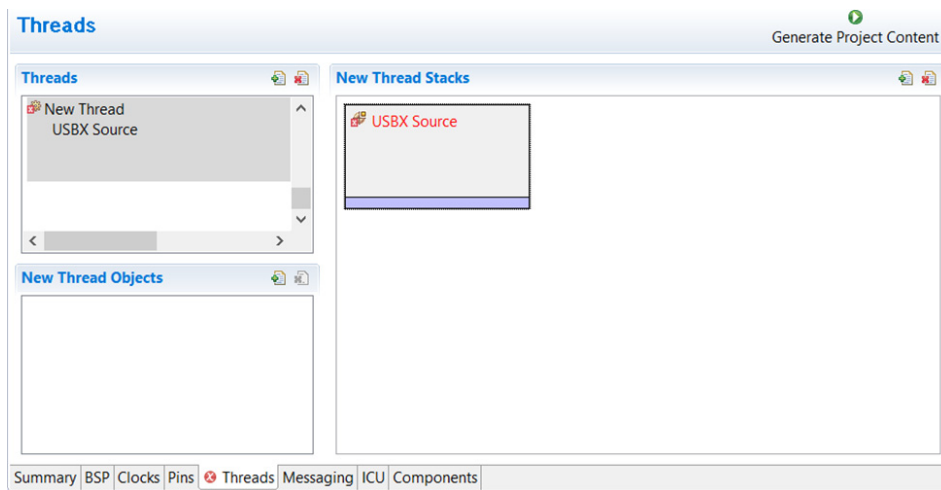 Threads
Generate Project Content
Threads
New Thread
USBX Source
New Thread Stacks
USBX Source
New Thread Objects
Summary BSP Clocks Pins Threads Messaging ICU Components